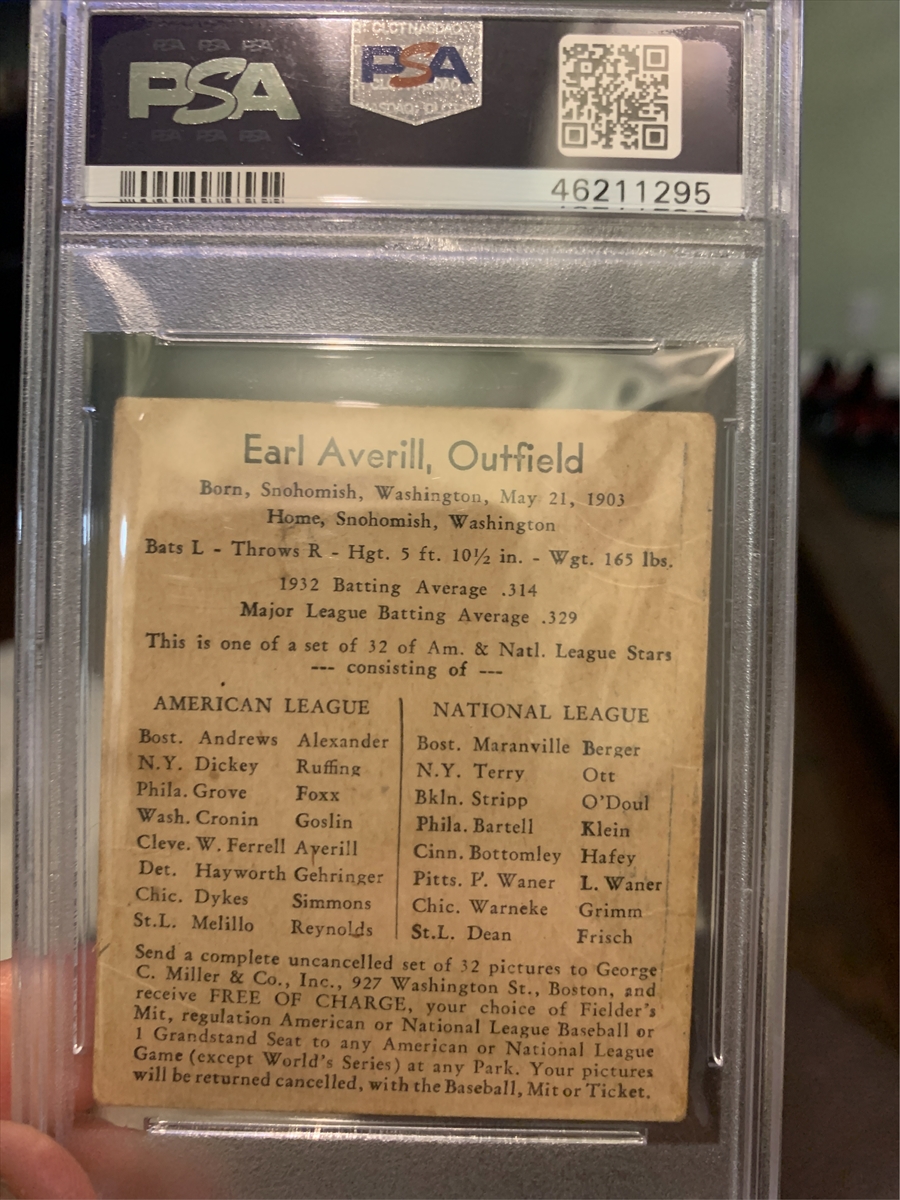 PSA PSA PSA
PSA
PSA PSA PSA
CLCT NASDAQ
PSA
46211295
Earl Averill, Outfield
Born, Snohomish, Washington, May 21, 1903
Home, Snohomish, Washington
Bats L - Throws R - Hgt. 5 ft. 10½ in. - Wgt. 165 lbs.
1932 Batting Average .314
Major League Batting Average .329
This is one of a set of 32 of Am. & Natl. League Stars
--- consisting of ---
AMERICAN LEAGUE
Bost. Andrews Alexander
N.Y. Dickey Ruffing
Phila. Grove Foxx
Wash. Cronin Goslin
Cleve. W. Ferrell Averill
Det. Hayworth Gehringer
Chic. Dykes Simmons
St.L. Melillo Reynolds
NATIONAL LEAGUE
Bost. Maranville Berger
N.Y. Terry Ott
Bkln. Stripp O'Doul
Phila. Bartell Klein
Cinn. Bottomley Hafey
Pitts. P. Waner L. Waner
Chic. Warneke Grimm
St.L. Dean Frisch
Send a complete uncancelled set of 32 pictures to George
C. Miller & Co., Inc., 927 Washington St., Boston, and
receive FREE OF CHARGE, your choice of Fielder's
Mit, regulation American or National League Baseball or
1 Grandstand Seat to any American or National League
Game (except World's Series) at any Park. Your pictures
will be returned cancelled, with the Baseball, Mit or Ticket.